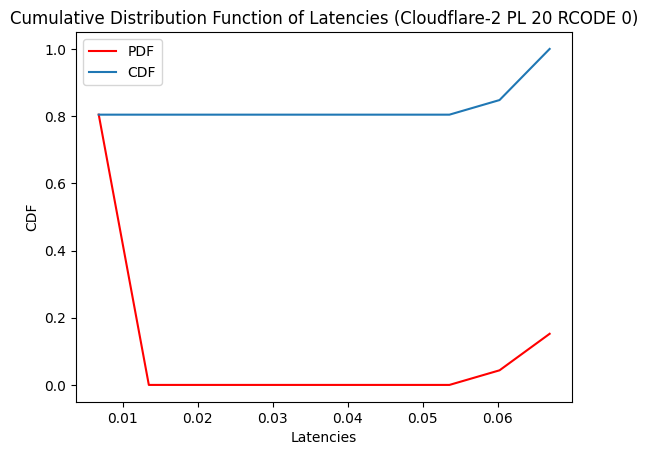 Cumulative Distribution Function of Latencies (Cloudflare-2 PL 20 RCODE 0)
PDF
CDF
1.0
0.8
0.6
0.4
0.2
0.0
CDF
0.01 0.02 0.03 0.04 0.05 0.06
Latencies